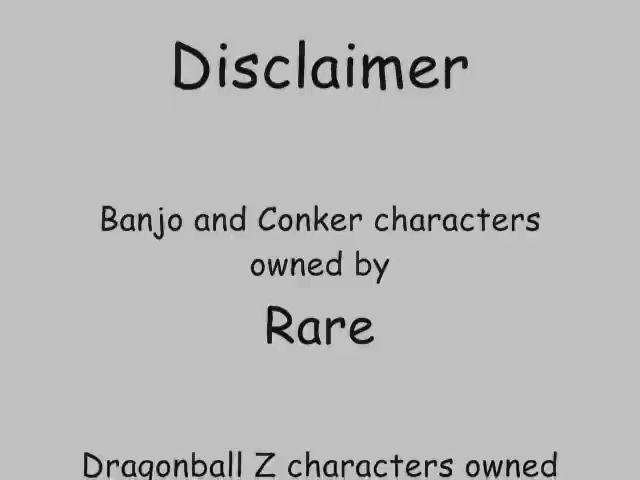 Disclaimer
Banjo and Conker characters
owned by
Rare
Dragonball Z characters owned